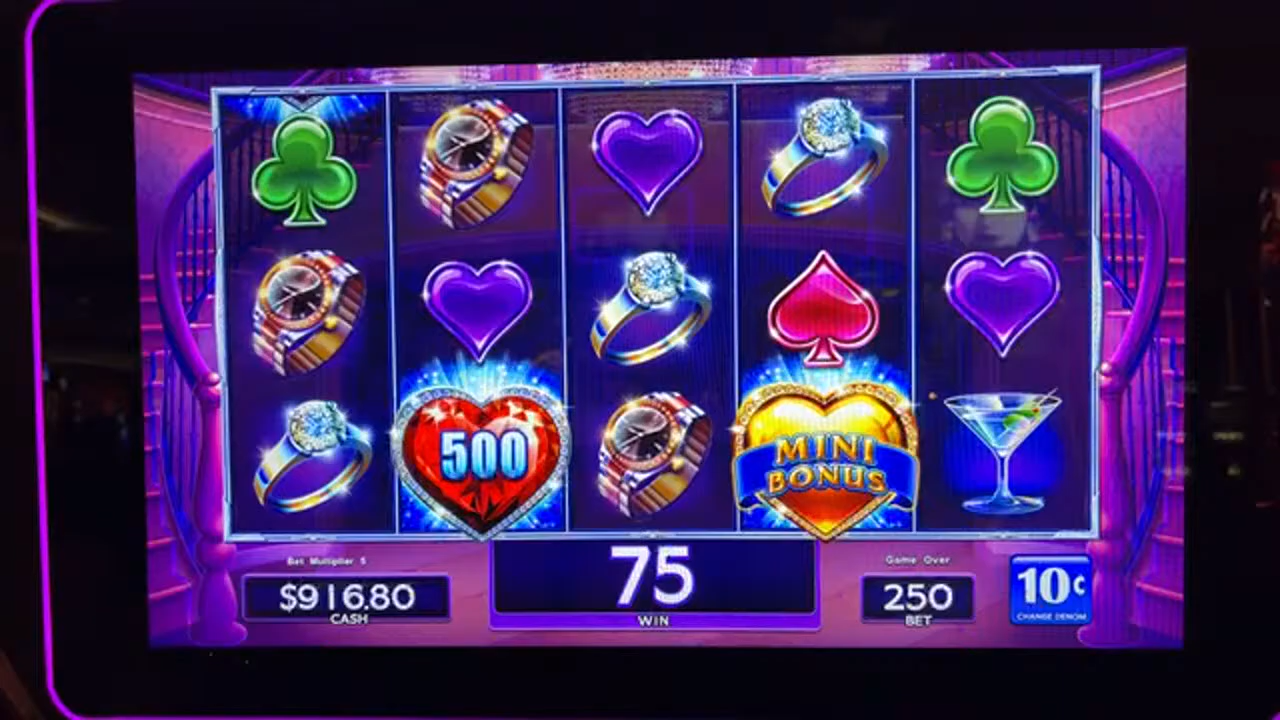 500
MINI
BONUS
Bet Multiplier 5
$916.80
CASH
75
WIN
Game Over
250
BET
10¢
CHANGE DENOM